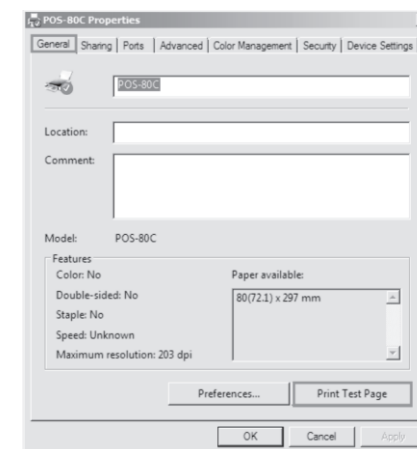 POS-80C Properties
General Sharing Ports Advanced Color Management Security Device Settings
POS-80C
Location:
Comment:
Model: POS-80C
Features
Color: No
Paper available:
Double-sided: No
80(72.1) x 297 mm
Staple: No
Speed: Unknown
Maximum resolution: 203 dpi
Preferences... Print Test Page
OK Cancel Apply